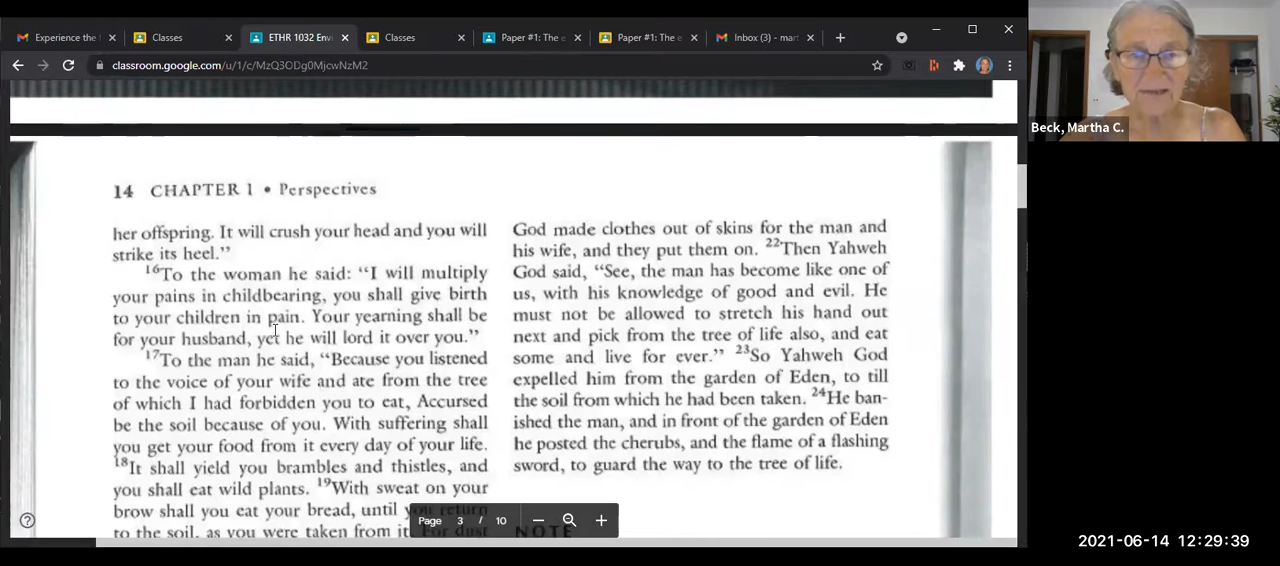 Experience the
Classes
ETHR 1032 Envi
Classes
Paper #1: The e
Paper #1: The e
Inbox (3) - mart
classroom.google.com/u/1/c/MzQ3ODg0MjcwNzM2
Beck, Martha C.
14 CHAPTER 1 • Perspectives
her offspring. It will crush your head and you will
strike its heel.”
16To the woman he said: “I will multiply
your pains in childbearing, you shall give birth
to your children in pain. Your yearning shall be
for your husband, yet he will lord it over you.”
17To the man he said, “Because you listened
to the voice of your wife and ate from the tree
of which I had forbidden you to eat, Accursed
be the soil because of you. With suffering shall
you get your food from it every day of your life.
18It shall yield you brambles and thistles, and
you shall eat wild plants. 19With sweat on your
brow shall you eat your bread, until you return
to the soil, as you were taken from it. For dust
God made clothes out of skins for the man and
his wife, and they put them on. 22Then Yahweh
God said, “See, the man has become like one of
us, with his knowledge of good and evil. He
must not be allowed to stretch his hand out
next and pick from the tree of life also, and eat
some and live for ever.” 23So Yahweh God
expelled him from the garden of Eden, to till
the soil from which he had been taken. 24He ban-
ished the man, and in front of the garden of Eden
he posted the cherubs, and the flame of a flashing
sword, to guard the way to the tree of life.
NOTE
Page 3 / 10
2021-06-14 12:29:39